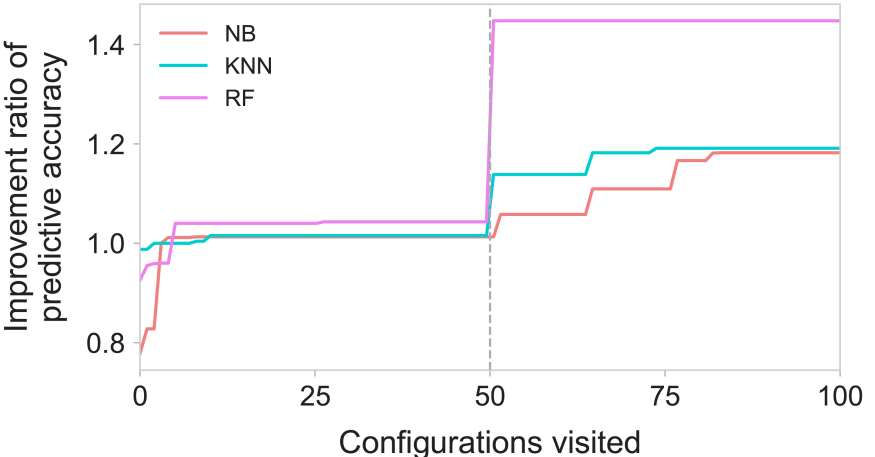 Improvement ratio of
predictive accuracy
1.4
1.2
1.0
0.8
NB
KNN
RF
0
25
50
75
100
Configurations visited